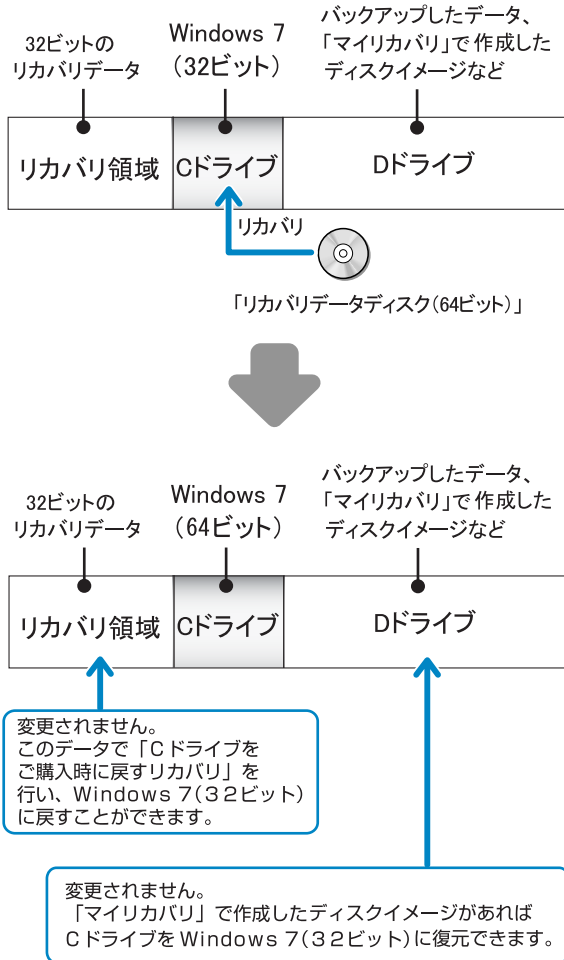 32ビットの
リカバリデータ
Windows 7
(32ビット)
バックアップしたデータ、
「マイリカバリ」で作成した
ディスクイメージなど
リカバリ領域
Cドライブ
Dドライブ
リカバリ
「リカバリデータディスク(64ビット)」
32ビットの
リカバリデータ
Windows 7
(64ビット)
バックアップしたデータ、
「マイリカバリ」で作成した
ディスクイメージなど
リカバリ領域
Cドライブ
Dドライブ
変更されません。
このデータで「Cドライブを
ご購入時に戻すリカバリ」を
行い、Windows 7(32ビット)
に戻すことができます。
変更されません。
「マイリカバリ」で作成したディスクイメージがあれば
CドライブをWindows 7(32ビット)に復元できます。